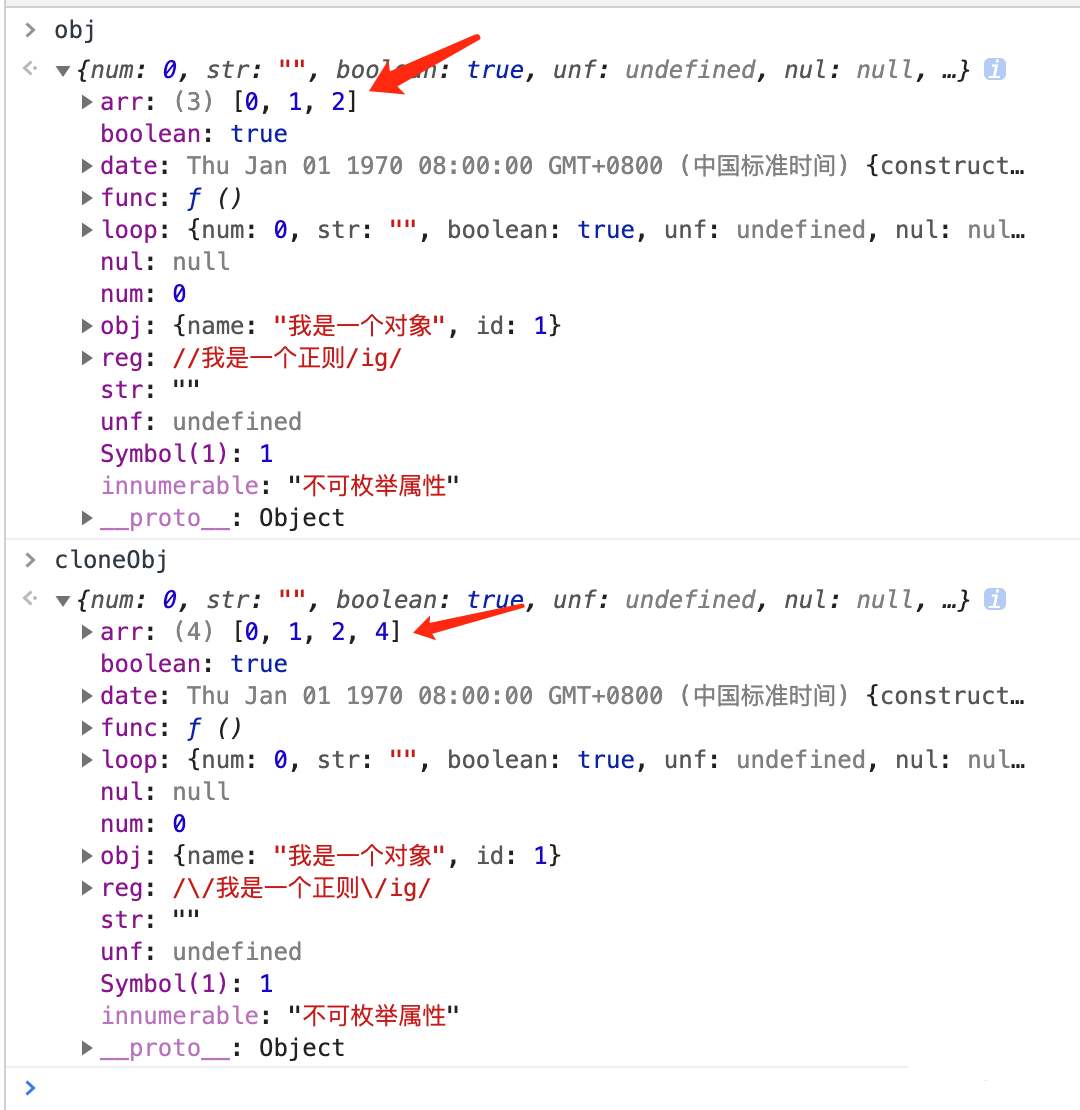 > obj
{num: 0, str: "", boolean: true, unf: undefined, nul: null, …} i
arr: (3) [0, 1, 2]
boolean: true
date: Thu Jan 01 1970 08:00:00 GMT+0800 (中国标准时间) {construct…
func: ƒ ()
loop: {num: 0, str: "", boolean: true, unf: undefined, nul: nul…
nul: null
num: 0
obj: {name: "我是一个对象", id: 1}
reg: //我是一个正则/ig/
str: ""
unf: undefined
Symbol(1): 1
innumerable: "不可枚举属性"
__proto__: Object
> cloneObj
{num: 0, str: "", boolean: true, unf: undefined, nul: null, …} i
arr: (4) [0, 1, 2, 4]
boolean: true
date: Thu Jan 01 1970 08:00:00 GMT+0800 (中国标准时间) {construct…
func: ƒ ()
loop: {num: 0, str: "", boolean: true, unf: undefined, nul: nul…
nul: null
num: 0
obj: {name: "我是一个对象", id: 1}
reg: /\/我是一个正则\/ig/
str: ""
unf: undefined
Symbol(1): 1
innumerable: "不可枚举属性"
__proto__: Object
>